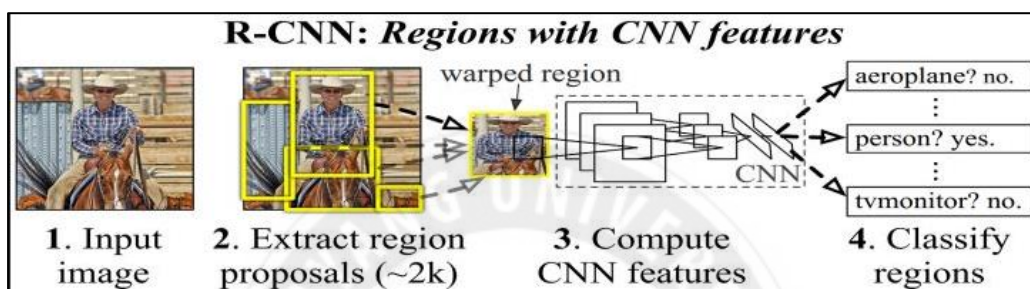 R-CNN: Regions with CNN features
warped region
aeroplane? no.
⋮
person? yes.
⋮
tvmonitor? no.
CNN
1. Input
image
2. Extract region
proposals (~2k)
3. Compute
CNN features
4. Classify
regions